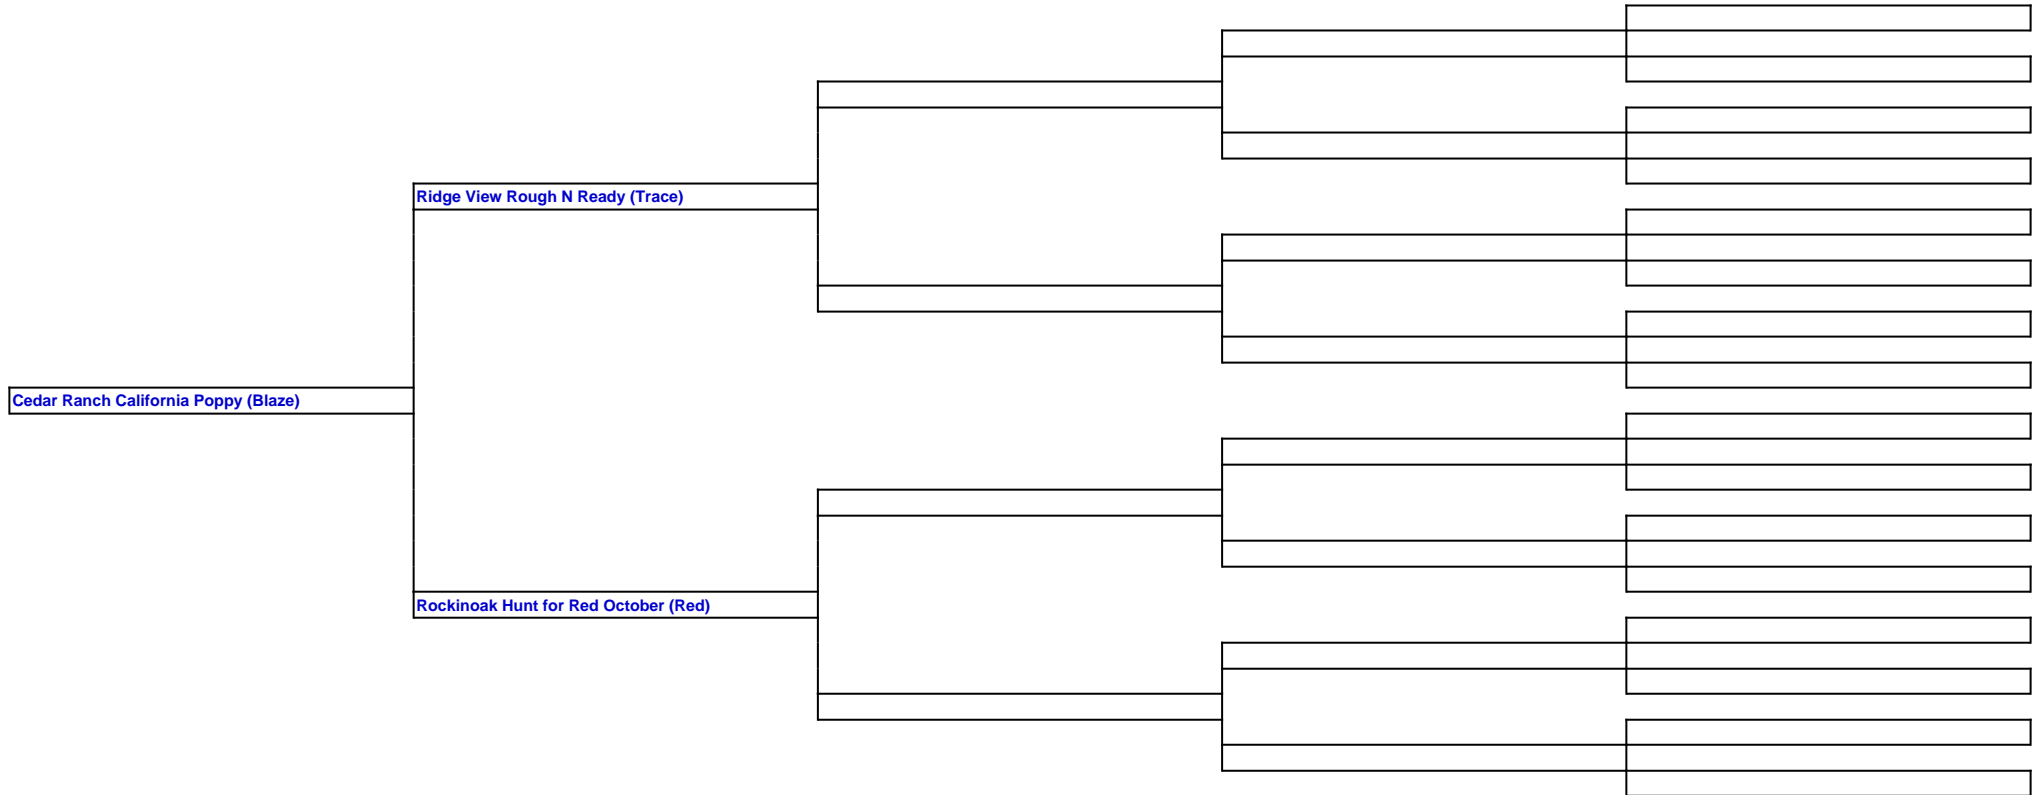 Ridge View Rough N Ready (Trace)
Cedar Ranch California Poppy (Blaze)
Rockinoak Hunt for Red October (Red)